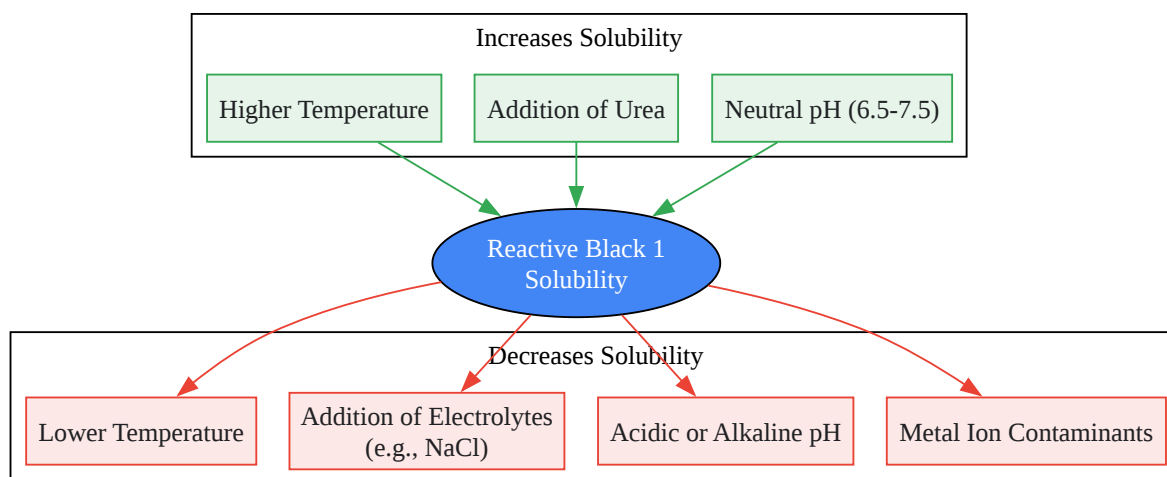 Increases Solubility
Higher Temperature
Addition of Urea
Neutral pH (6.5-7.5)
Reactive Black 1
Solubility
Decreases Solubility
Lower Temperature
Addition of Electrolytes
(e.g., NaCl)
Acidic or Alkaline pH
Metal Ion Contaminants